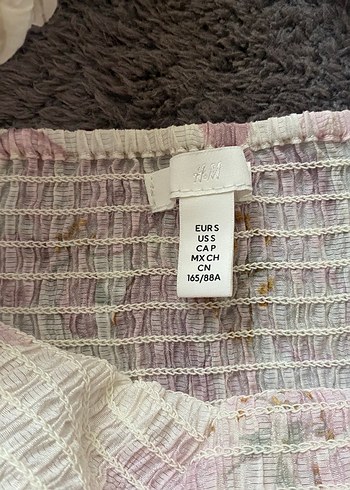 H&M
EUR S
US S
CA P
MX CH
CN
165/88A